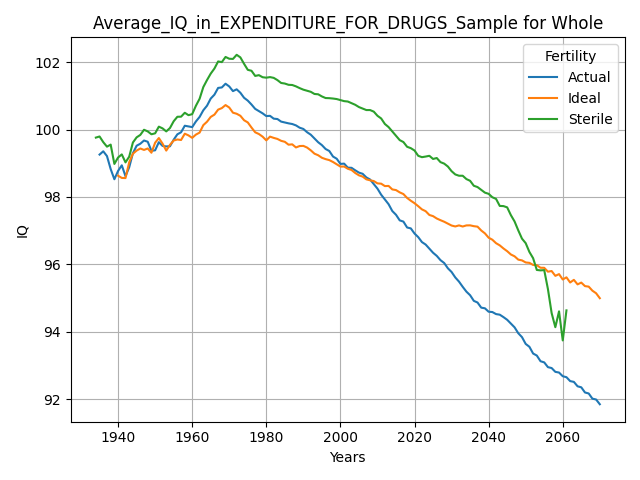 Average_IQ_in_EXPENDITURE_FOR_DRUGS_Sample for Whole
Fertility
Actual
Ideal
Sterile
IQ
102
100
98
96
94
92
1940 1960 1980 2000 2020 2040 2060
Years